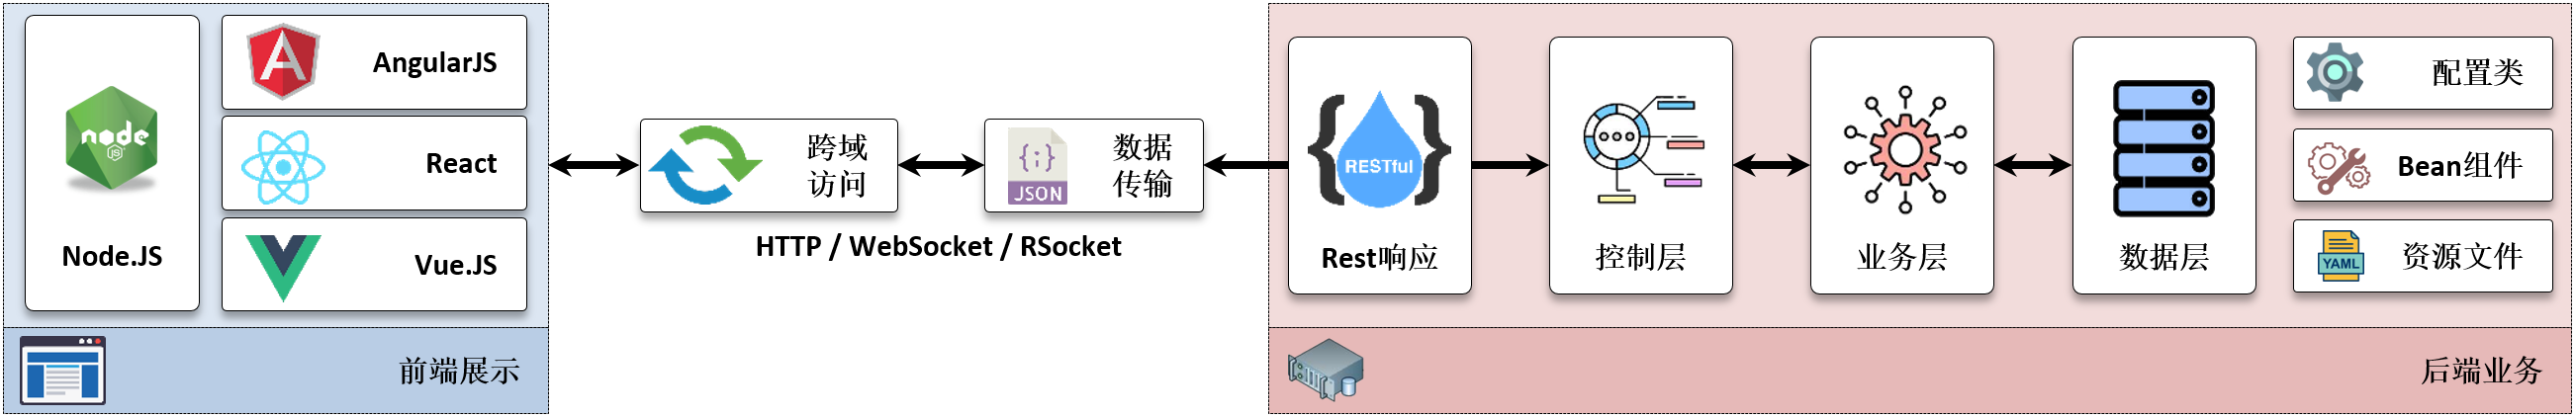 node
JS
Node.JS
AngularJS
React
Vue.JS
前端展示
跨域
访问
{;}
JSON
数据
传输
HTTP / WebSocket / RSocket
{RESTful}
Rest响应
控制层
业务层
数据层
配置类
Bean组件
YAML
资源文件
后端业务